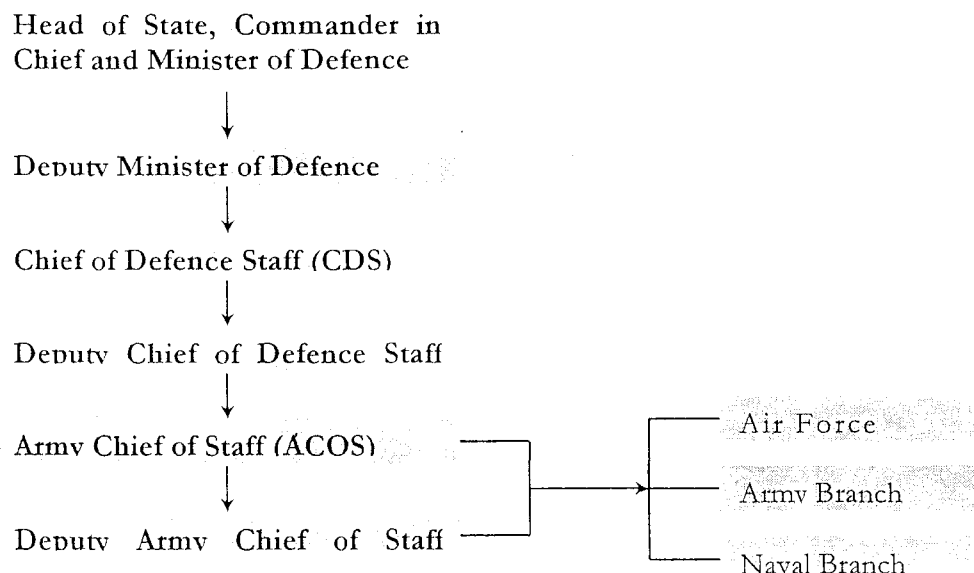 Head of State, Commander in
Chief and Minister of Defence
Deputy Minister of Defence
Chief of Defence Staff (CDS)
Deputy Chief of Defence Staff
Army Chief of Staff (ACOS)
Deputy Army Chief of Staff
Air Force
Army Branch
Naval Branch